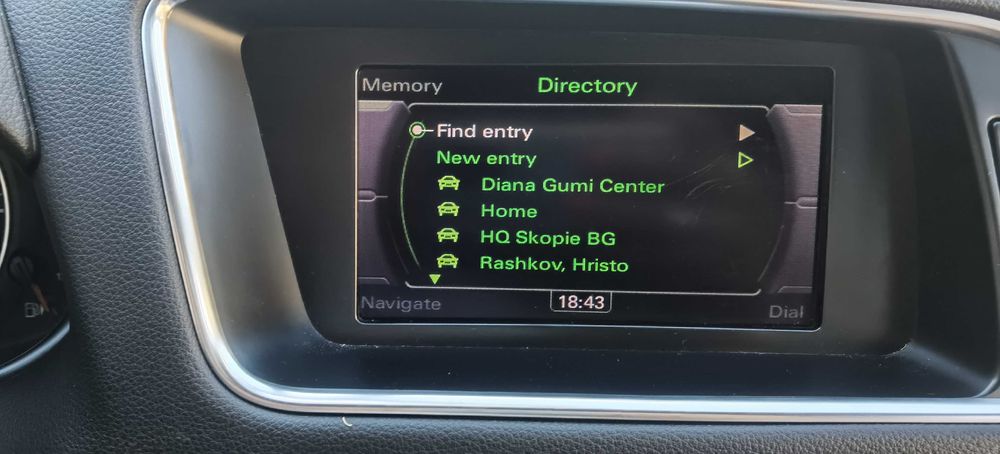 Memory Directory
Find entry
New entry
Diana Gumi Center
Home
HQ Skopie BG
Rashkov, Hristo
Navigate 18:43 Dial